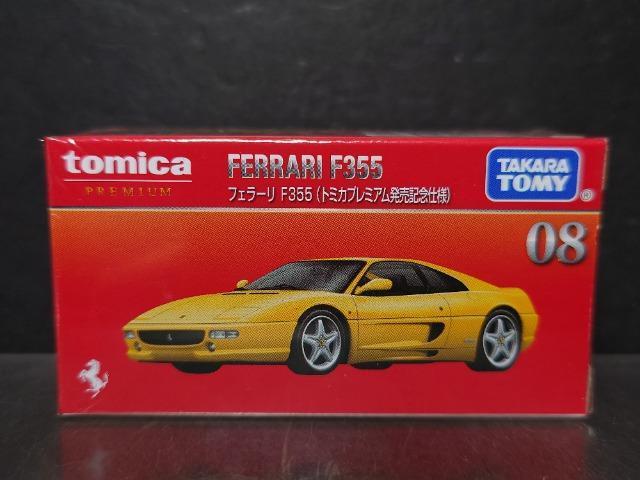 tomica
PREMIUM
FERRARI F355
フェラーリ F355 (トミカプレミアム発売記念仕様)
TAKARA
TOMY
®
08